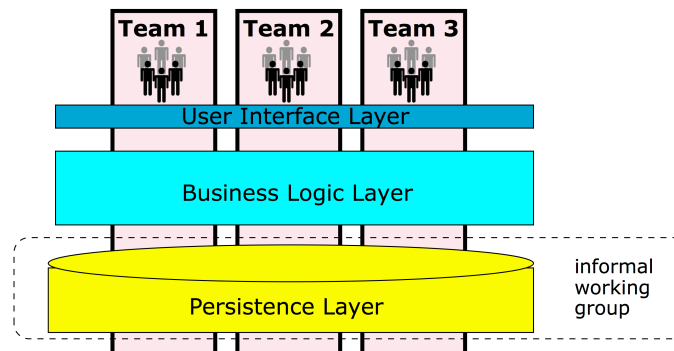 Team 1
Team 2
Team 3
User Interface Layer
Business Logic Layer
Persistence Layer
informal
working
group